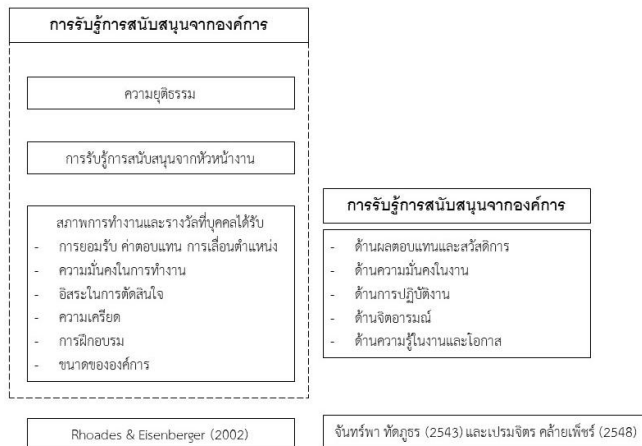 การรับรู้การสนับสนุนจากองค์การ
ความยุติธรรม
การรับรู้การสนับสนุนจากหัวหน้างาน
สภาพการทำงานและรางวัลที่บุคคลได้รับ
- การยอมรับ ค่าตอบแทน การเลื่อนตำแหน่ง
- ความมั่นคงในการทำงาน
- อิสระในการตัดสินใจ
- ความเครียด
- การฝึกอบรม
- ขนาดขององค์การ
Rhoades & Eisenberger (2002)
การรับรู้การสนับสนุนจากองค์การ
- ด้านผลตอบแทนและสวัสดิการ
- ด้านความมั่นคงในงาน
- ด้านการปฏิบัติงาน
- ด้านจิตอารมณ์
- ด้านความรู้ในงานและโอกาส
จันทร์พา ทัดภูธร (2543) และเปรมจิตร คล้ายเพ็ชร์ (2548)